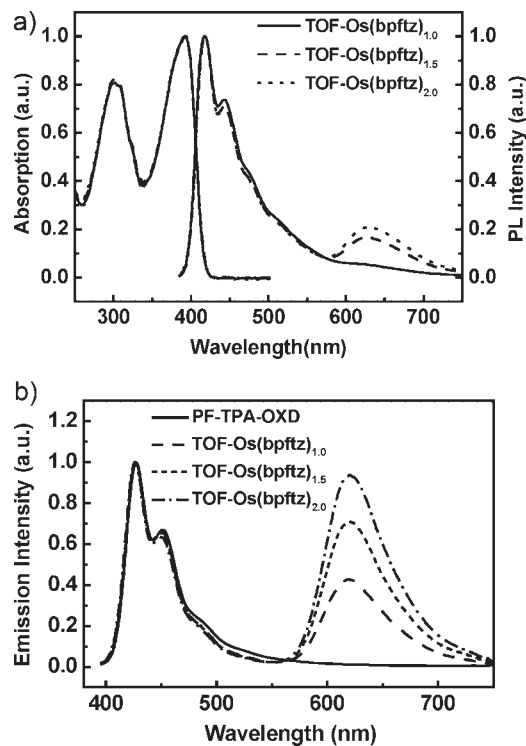 a)
TOF-Os(bpftz)1.0
TOF-Os(bpftz)1.5
TOF-Os(bpftz)2.0
Absorption (a.u.)
1.0
0.8
0.6
0.4
0.2
0.0
1.0
0.8
0.6
0.4
0.2
0.0
PL Intensity (a.u.)
300 400 500 600 700
Wavelength(nm)
b)
PF-TPA-OXD
TOF-Os(bpftz)1.0
TOF-Os(bpftz)1.5
TOF-Os(bpftz)2.0
Emission Intensity (a.u.)
1.2
1.0
0.8
0.6
0.4
0.2
0.0
400 500 600 700
Wavelength (nm)